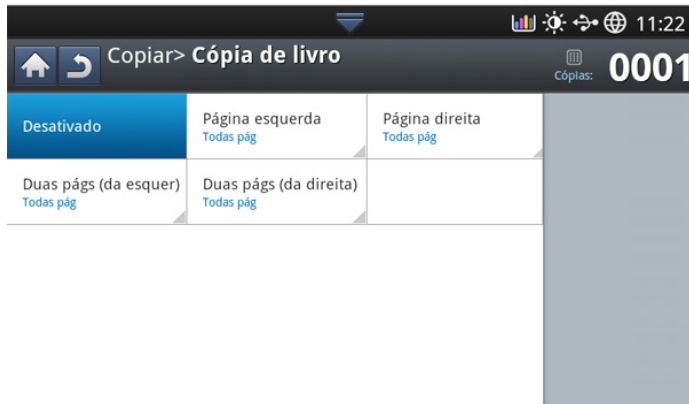 11:22
Copiar> Cópia de livro
Cópias: 0001
Desativado
Página esquerda
Todas pág
Página direita
Todas pág
Duas págs (da esquer)
Todas pág
Duas págs (da direita)
Todas pág